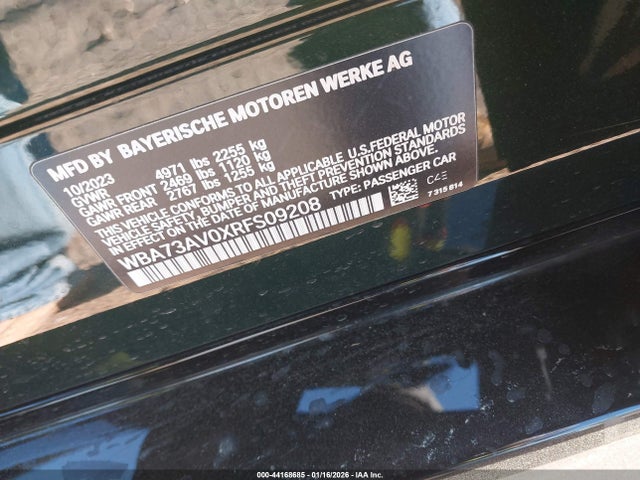 MFD BY BAYERISCHE MOTOREN WERKE AG
10/2023
GVWR 4971 lbs 2255 kg
GAWR FRONT 2469 lbs 1120 kg
GAWR REAR 2767 lbs 1255 kg
THIS VEHICLE CONFORMS TO ALL APPLICABLE U.S.FEDERAL MOTOR
VEHICLE SAFETY, BUMPER AND THEFT PREVENTION STANDARDS
IN EFFECT ON THE DATE OF MANUFACTURE SHOWN ABOVE.
WBAT3AV0XRFS09208 TYPE: PASSENGER CAR
7 315 814
000-44168685 - 01/16/2026 - IAA Inc.